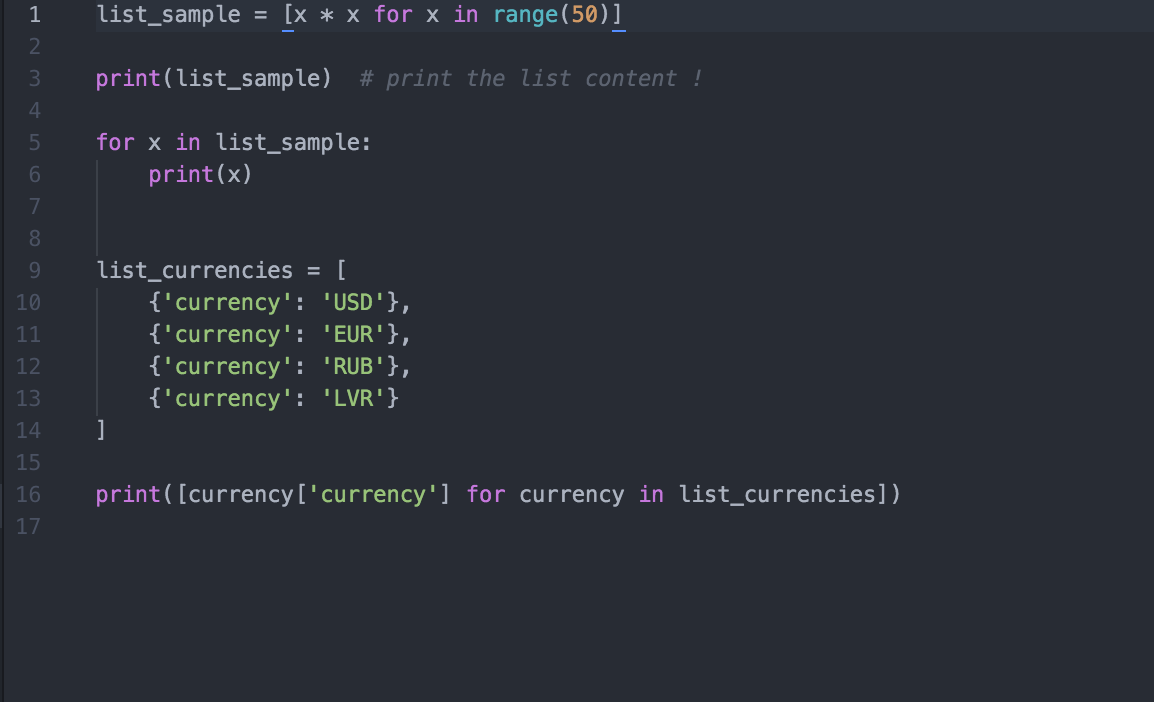 1 list_sample = [x * x for x in range(50)]
2
3 print(list_sample)  # print the list content !
4
5 for x in list_sample:
6     print(x)
7
8
9 list_currencies = [
10     {'currency': 'USD'},
11     {'currency': 'EUR'},
12     {'currency': 'RUB'},
13     {'currency': 'LVR'}
14 ]
15
16 print([currency['currency'] for currency in list_currencies])
17